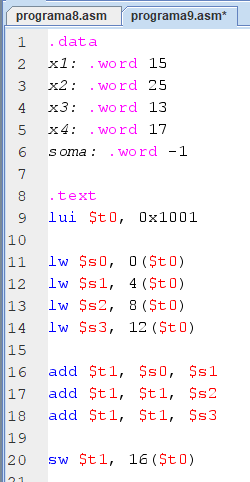 programa8.asm programa9.asm*
1 .data
2 x1: .word 15
3 x2: .word 25
4 x3: .word 13
5 x4: .word 17
6 soma: .word -1
7
8 .text
9 lui $t0, 0x1001
10
11 lw $s0, 0($t0)
12 lw $s1, 4($t0)
13 lw $s2, 8($t0)
14 lw $s3, 12($t0)
15
16 add $t1, $s0, $s1
17 add $t1, $t1, $s2
18 add $t1, $t1, $s3
19
20 sw $t1, 16($t0)